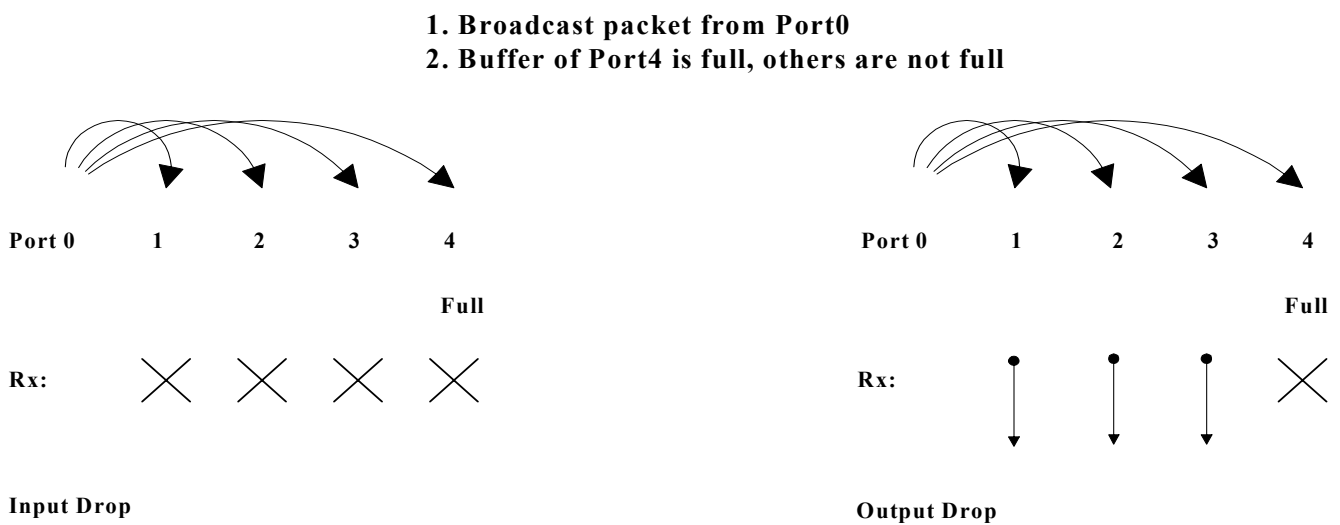 1. Broadcast packet from Port0
2. Buffer of Port4 is full, others are not full
Port 0 1 2 3 4
Full
Rx:
Input Drop
Port 0 1 2 3 4
Full
Rx:
Output Drop